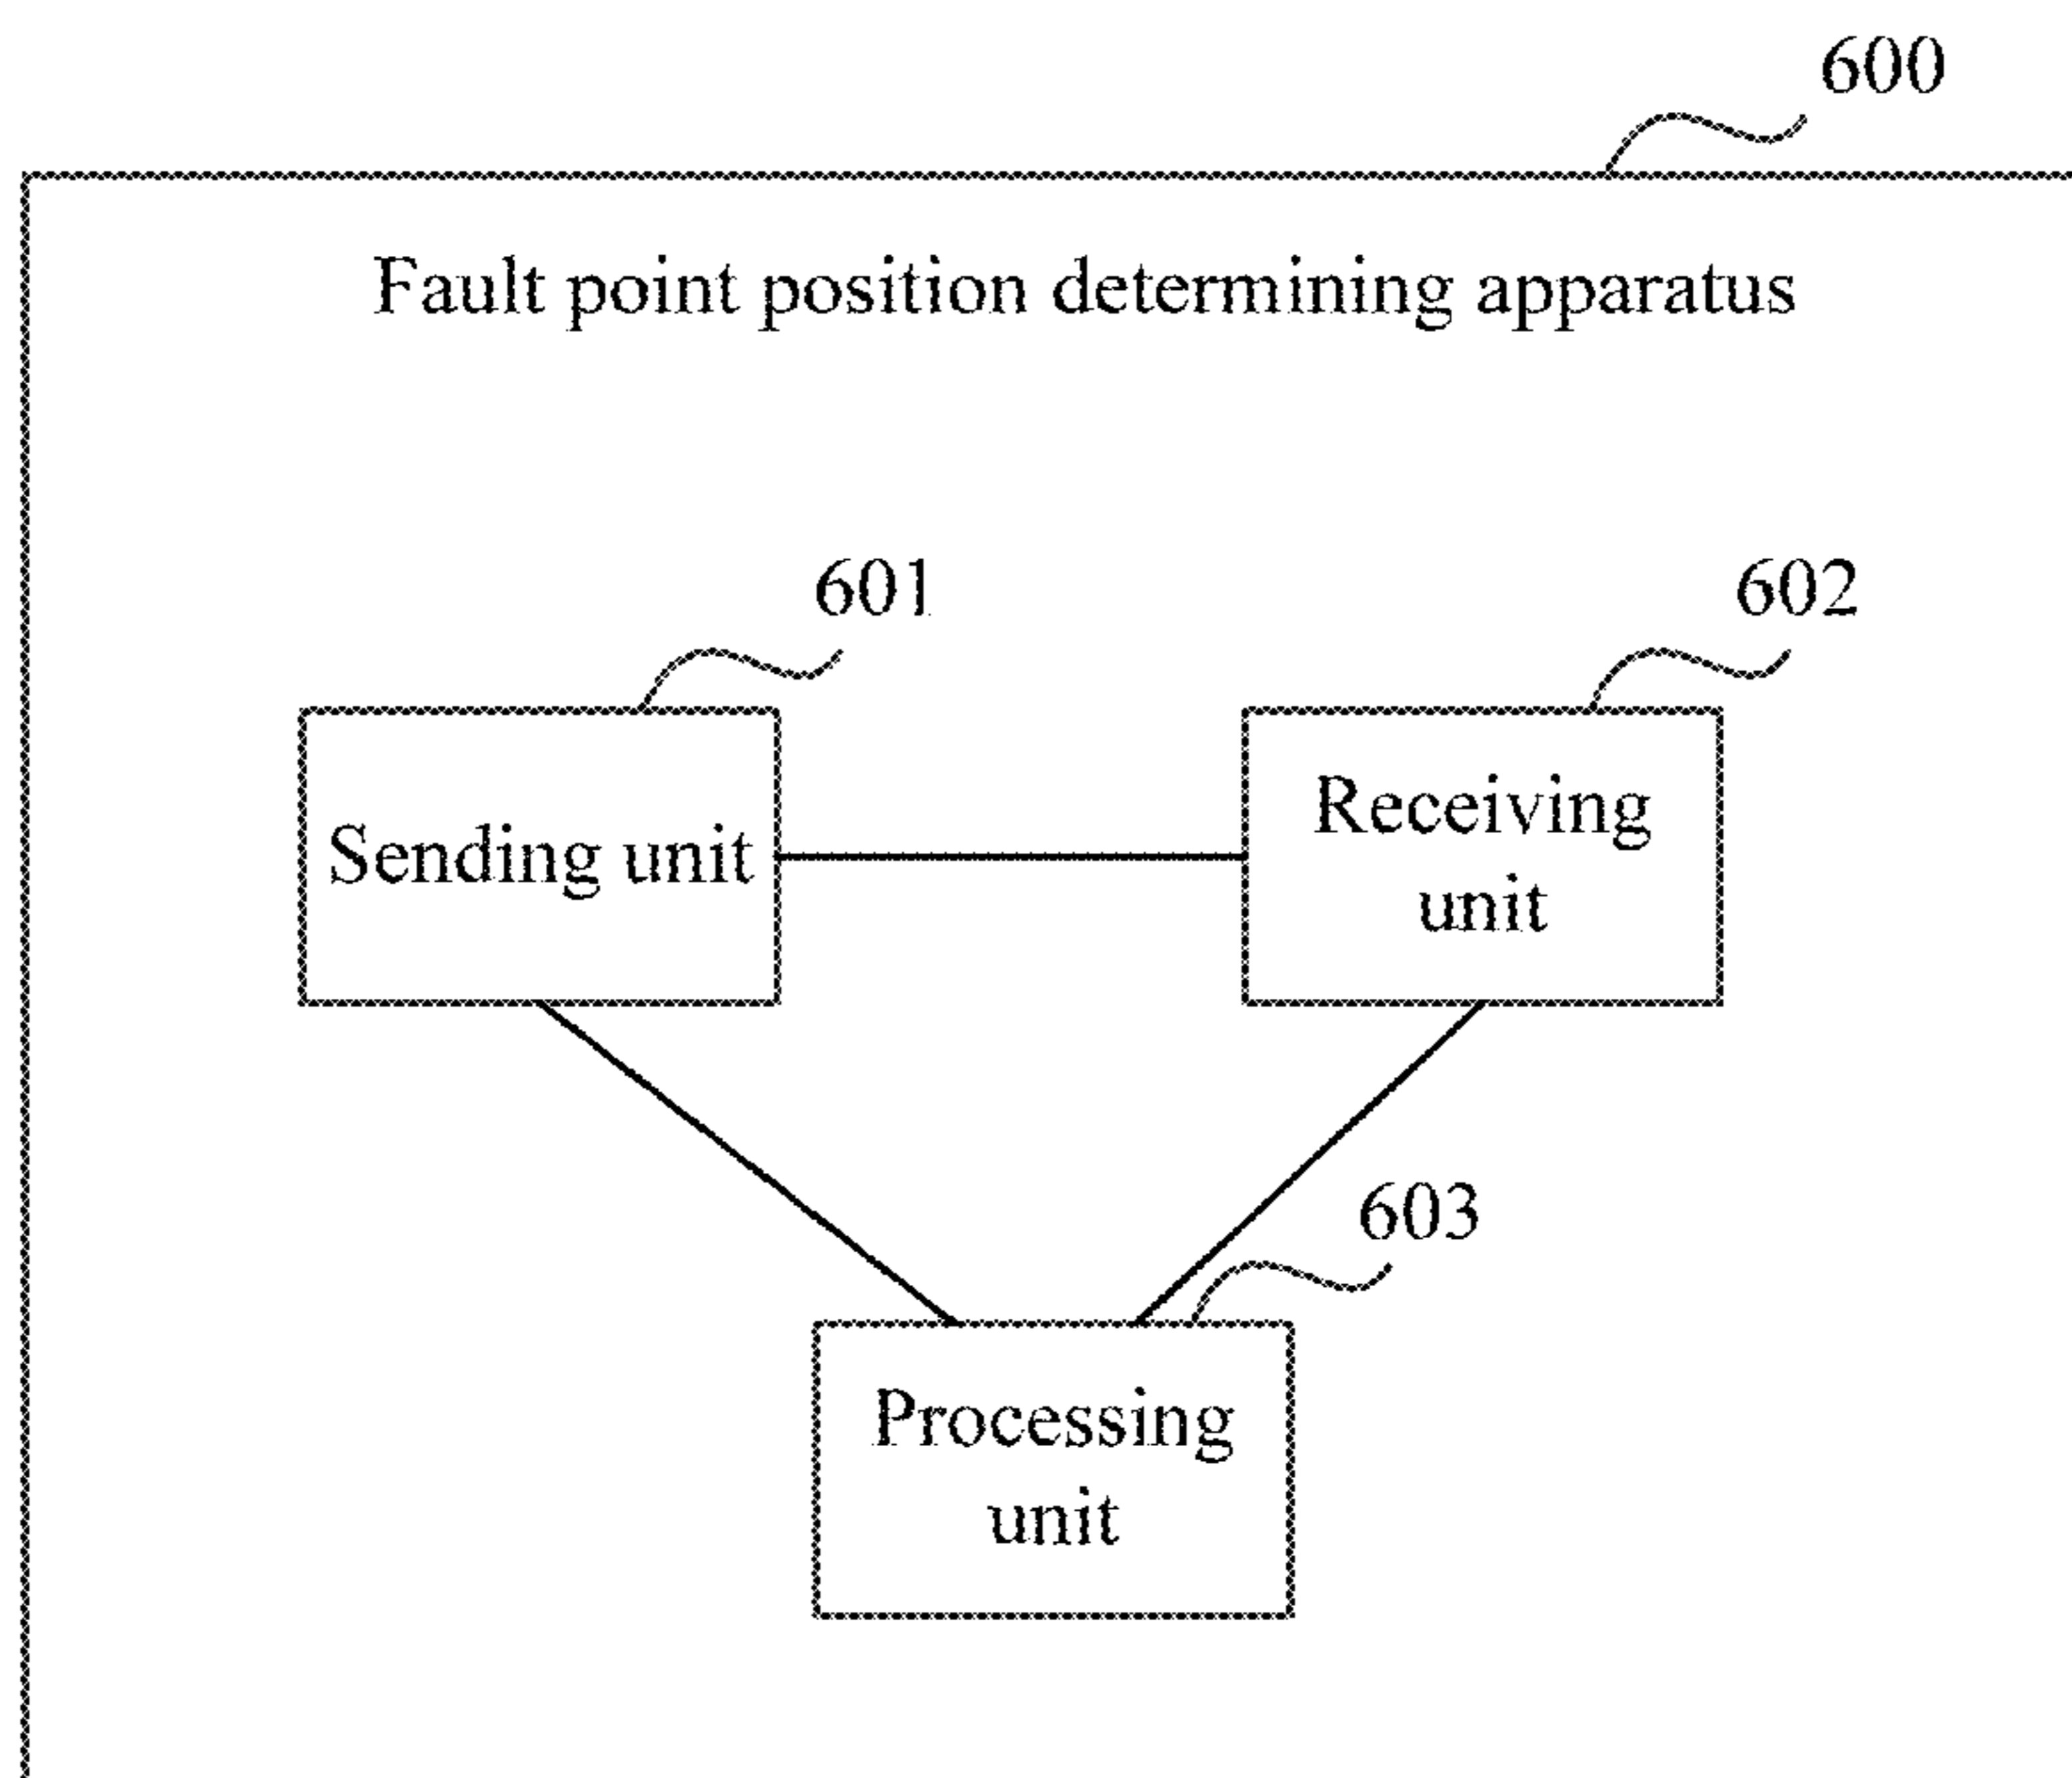 600
Fault point position determining apparatus
601
602
Sending unit
Receiving
unit
603
Processing
unit